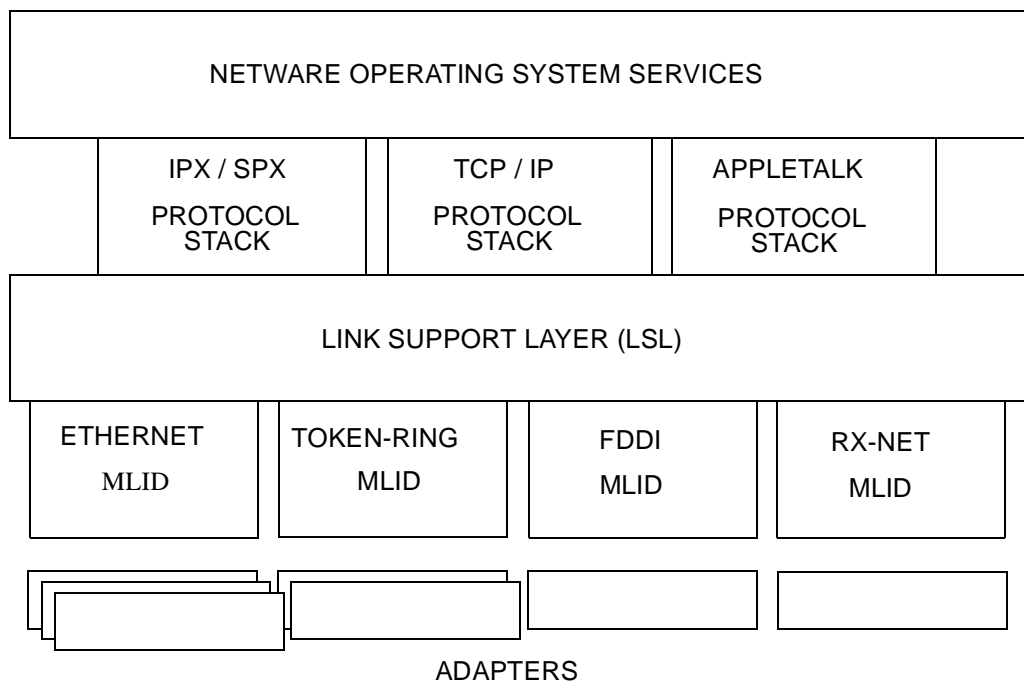 NETWARE OPERATING SYSTEM SERVICES
IPX / SPX
PROTOCOL
STACK
TCP / IP
PROTOCOL
STACK
APPLETALK
PROTOCOL
STACK
LINK SUPPORT LAYER (LSL)
ETHERNET
MLID
TOKEN-RING
MLID
FDDI
MLID
RX-NET
MLID
ADAPTERS